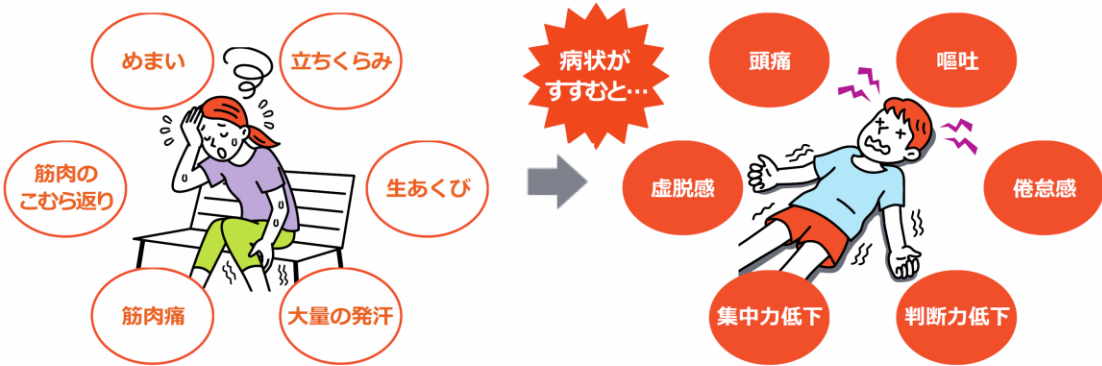 めまい
立ちくらみ
筋肉の
こむら返り
生あくび
筋肉痛
大量の発汗
病状が
すすむと…
頭痛
嘔吐
虚脱感
倦怠感
集中力低下
判断力低下